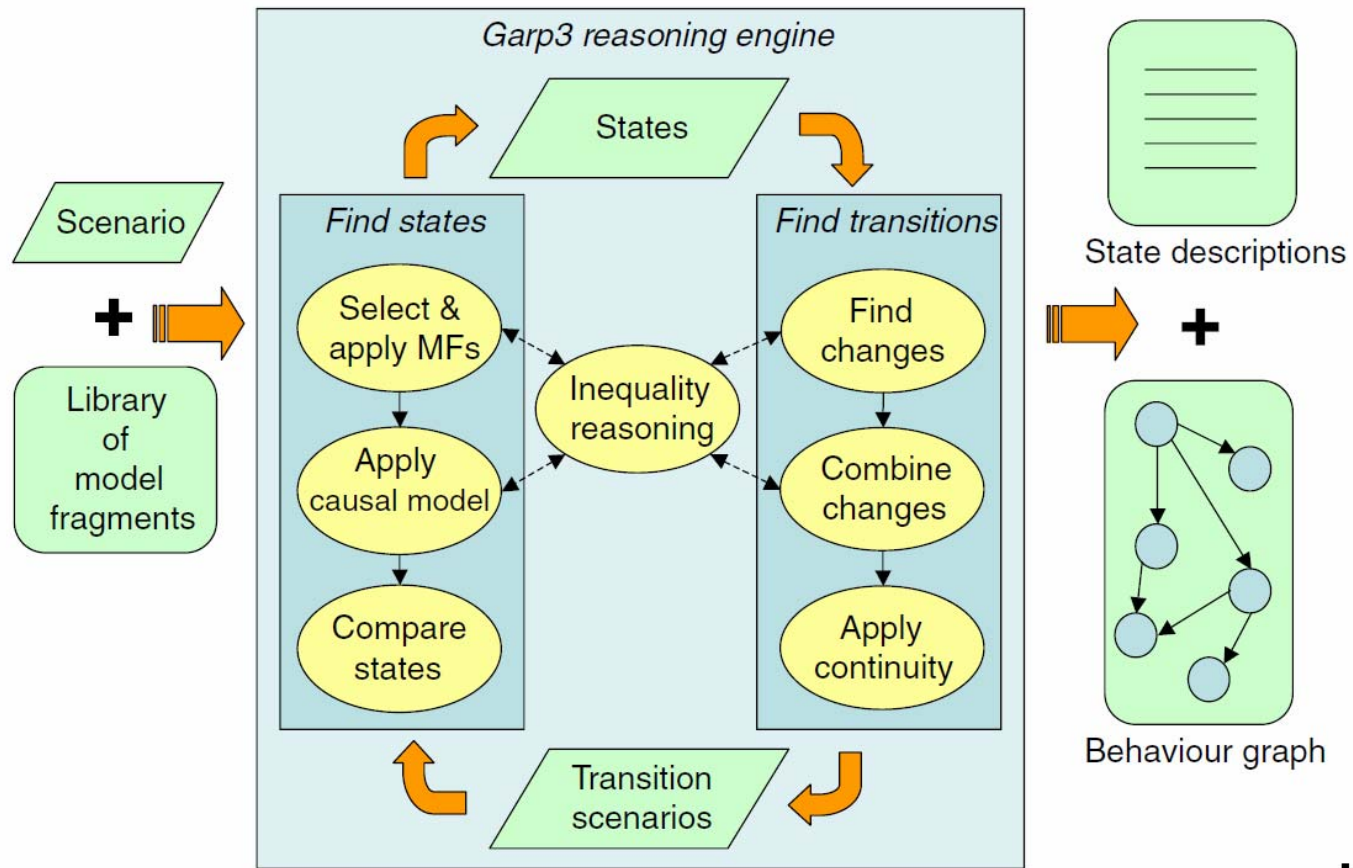 Garp3 reasoning engine
States
Scenario
+
Library
of
model
fragments
Find states
Select &
apply MFs
Apply
causal model
Compare
states
Inequality
reasoning
Find transitions
Find
changes
Combine
changes
Apply
continuity
Transition
scenarios
State descriptions
+
Behaviour graph